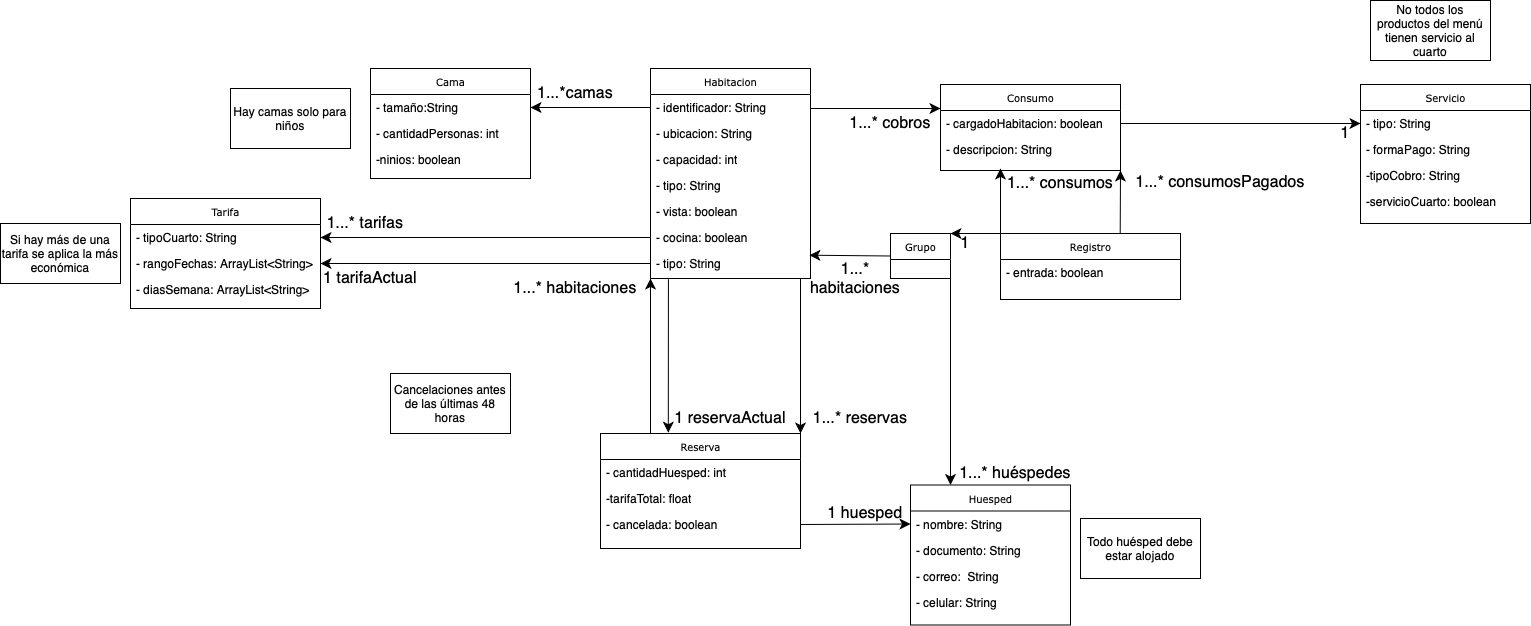 No todos los
productos del menú
tienen servicio al
cuarto
Cama
- tamaño:String
- cantidadPersonas: int
-ninios: boolean
Hay camas solo para
niños
1...*camas
Habitacion
- identificador: String
- ubicacion: String
- capacidad: int
- tipo: String
- vista: boolean
- cocina: boolean
- tipo: String
1...* cobros
Consumo
- cargadoHabitacion: boolean
- descripcion: String
1
Servicio
- tipo: String
- formaPago: String
-tipoCobro: String
-servicioCuarto: boolean
1...* consumos
1...* consumosPagados
Tarifa
- tipoCuarto: String
- rangoFechas: ArrayList<String>
- diasSemana: ArrayList<String>
Si hay más de una
tarifa se aplica la más
económica
1...* tarifas
1 tarifaActual
1...* habitaciones
Grupo
1
Registro
- entrada: boolean
1...*
habitaciones
Cancelaciones antes
de las últimas 48
horas
1 reservaActual
1...* reservas
Reserva
- cantidadHuesped: int
-tarifaTotal: float
- cancelada: boolean
1 huesped
1...* huéspedes
Huesped
- nombre: String
- documento: String
- correo:  String
- celular: String
Todo huésped debe
estar alojado